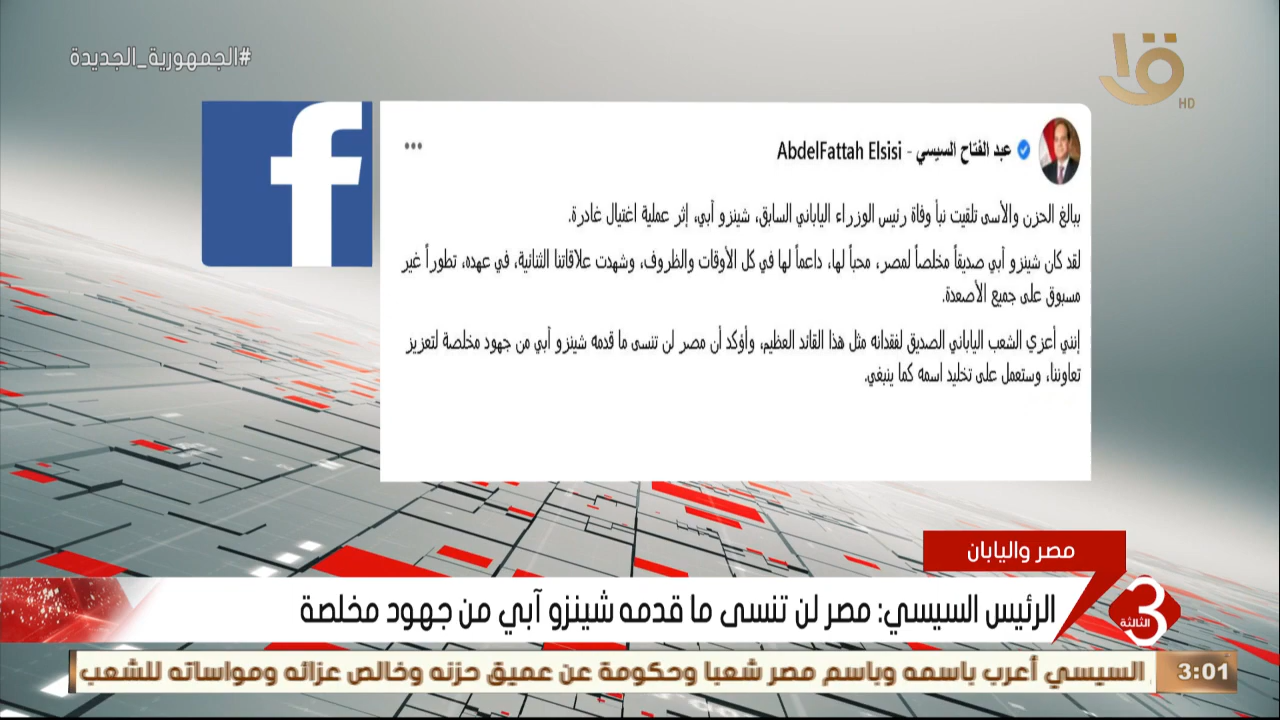 #الجمهورية_الجديدة
HD
عبد الفتاح السيسي - AbdelFattah Elsisi
ببالغ الحزن والأسى تلقيت نبأ وفاة رئيس الوزراء الياباني السابق، شينزو آبي، إثر عملية اغتيال غادرة.
لقد كان شينزو آبي صديقاً مخلصاً لمصر، محباً لها، داعماً لها في كل الأوقات والظروف، وشهدت علاقاتنا الثنائية، في عهده، تطوراً غير
مسبوق على جميع الأصعدة.
إنني أعزي الشعب الياباني الصديق لفقدانه مثل هذا القائد العظيم، وأؤكد أن مصر لن تنسى ما قدمه شينزو آبي من جهود مخلصة لتعزيز
تعاوننا، وستعمل على تخليد اسمه كما ينبغي.
مصر واليابان
الرئيس السيسي: مصر لن تنسى ما قدمه شينزو آبي من جهود مخلصة
3 الثالثة
3:01
السيسي أعرب باسمه وباسم مصر شعبا وحكومة عن عميق حزنه وخالص عزائه ومواساته للشعب